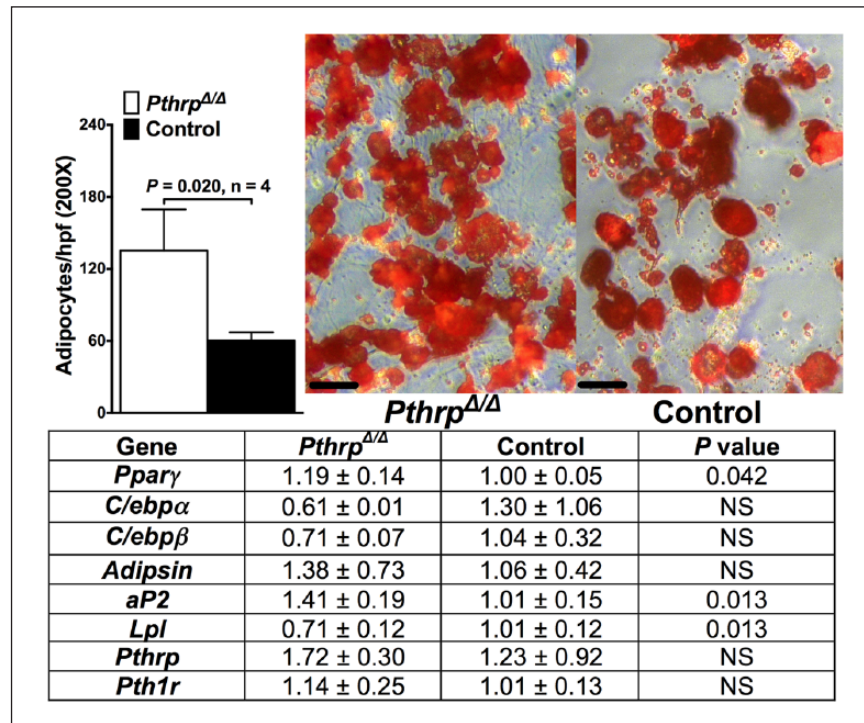 Pthrp^Δ/Δ
Control
Adipocytes/hpf (200X)
240
180
120
60
0
P = 0.020, n = 4
Pthrp^Δ/Δ Control
Gene Pthrp^Δ/Δ Control P value
Pparγ 1.19 ± 0.14 1.00 ± 0.05 0.042
C/ebpα 0.61 ± 0.01 1.30 ± 1.06 NS
C/ebpβ 0.71 ± 0.07 1.04 ± 0.32 NS
Adipsin 1.38 ± 0.73 1.06 ± 0.42 NS
aP2 1.41 ± 0.19 1.01 ± 0.15 0.013
Lpl 0.71 ± 0.12 1.01 ± 0.12 0.013
Pthrp 1.72 ± 0.30 1.23 ± 0.92 NS
Pth1r 1.14 ± 0.25 1.01 ± 0.13 NS